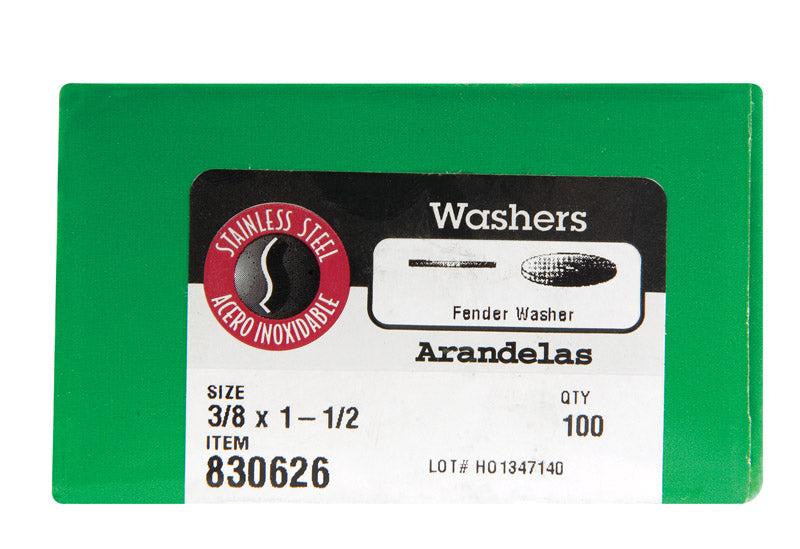 STAINLESS STEEL
ACERO INOXIDABLE
Washers
Fender Washer
Arandelas
SIZE
3/8 x 1-1/2
QTY
100
ITEM
830626
LOT# HO1347140